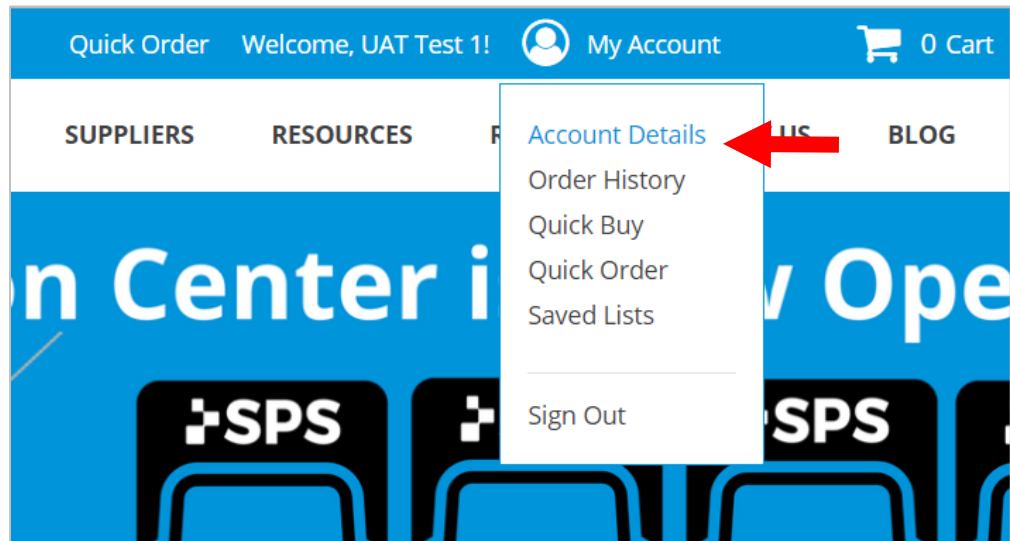 Quick Order Welcome, UAT Test 1! My Account 0 Cart
SUPPLIERS RESOURCES US BLOG
Account Details
Order History
Quick Buy
Quick Order
Saved Lists
Sign Out
on Center Ope
SPS SPS